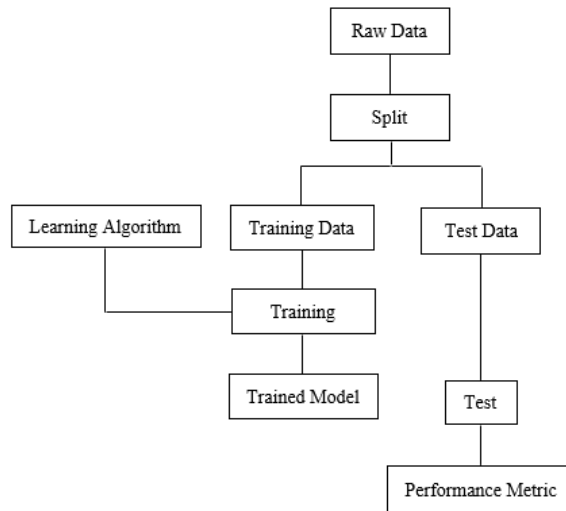 Raw Data
Split
Learning Algorithm
Training Data
Test Data
Training
Trained Model
Test
Performance Metric